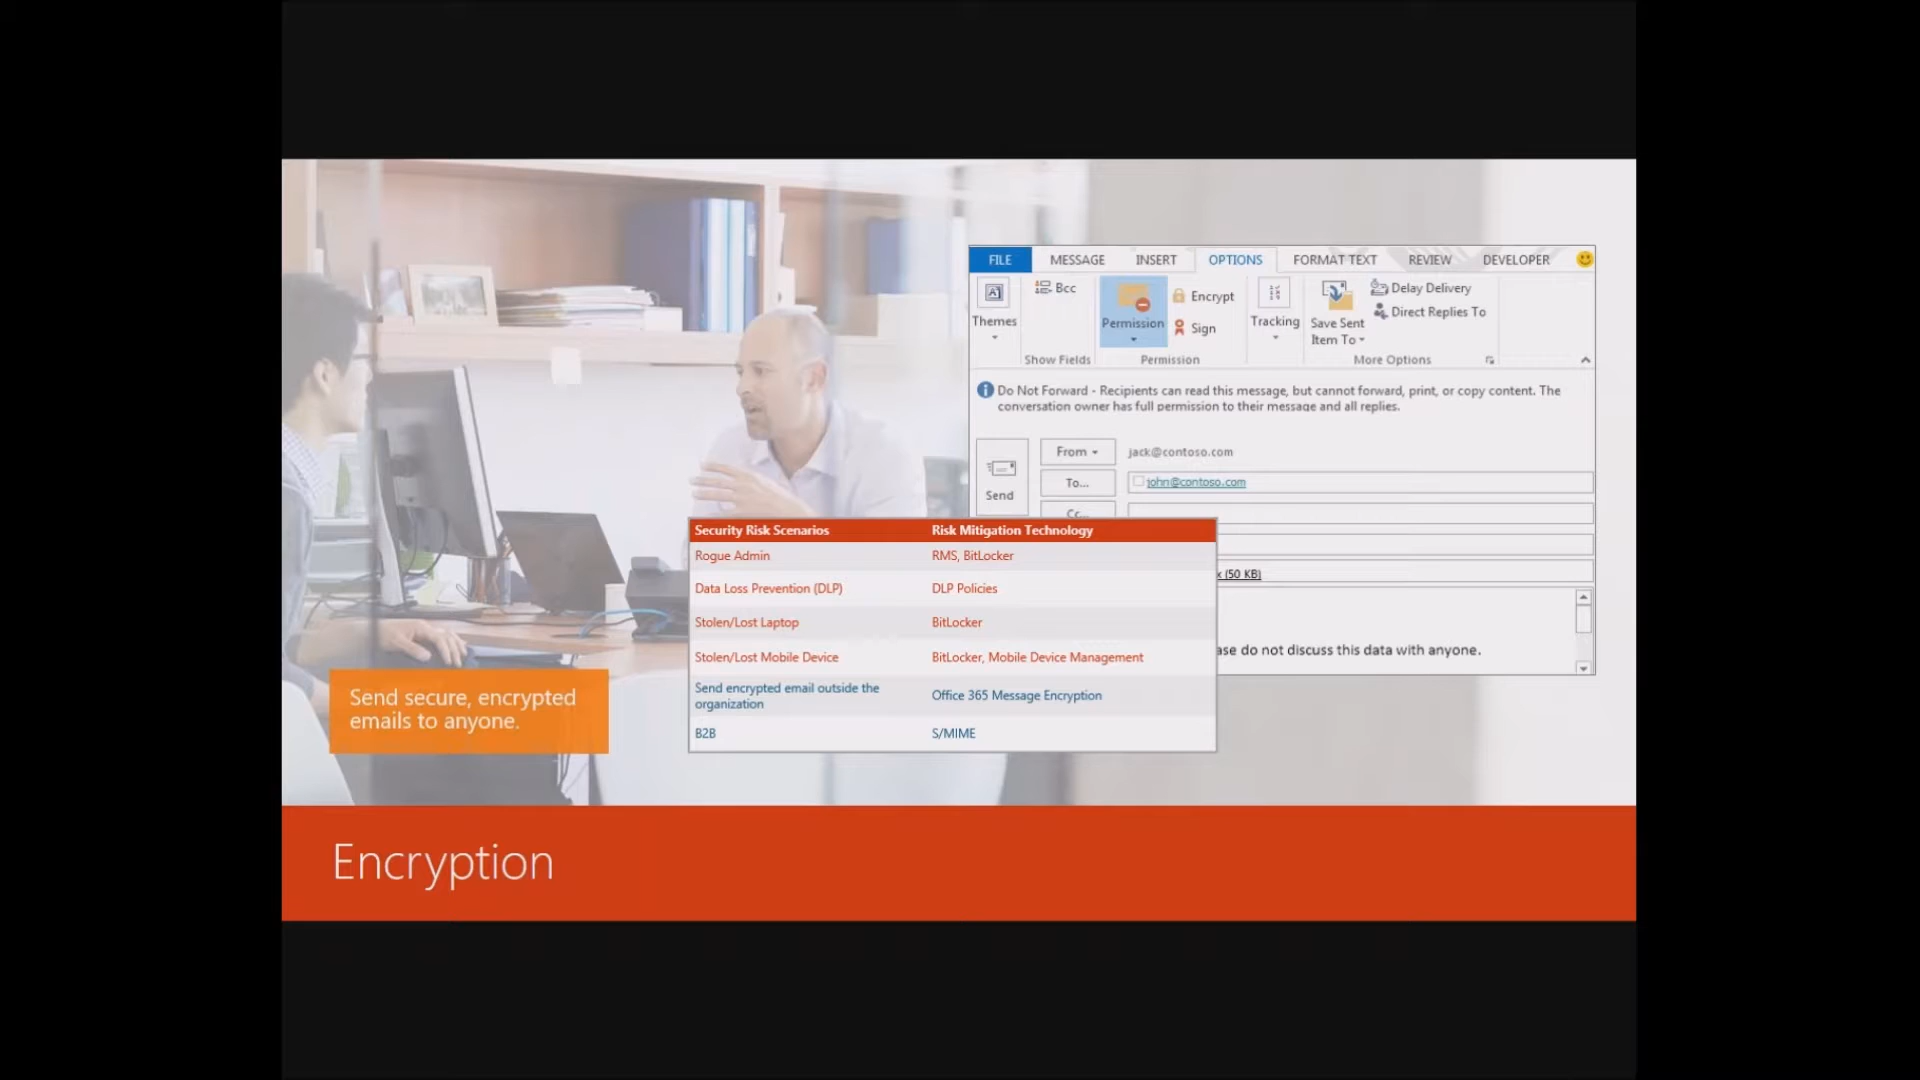 FILE MESSAGE INSERT OPTIONS FORMAT TEXT REVIEW DEVELOPER
Themes
Bcc
Show Fields
Permission
Encrypt
Sign
Permission
Tracking
Save Sent
Item To
Delay Delivery
Direct Replies To
More Options
Do Not Forward - Recipients can read this message, but cannot forward, print, or copy content. The
conversation owner has full permission to their message and all replies.
Send
From
jack@contoso.com
To...
john@contoso.com
Cc...
x (50 KB)
ase do not discuss this data with anyone.
Security Risk Scenarios Risk Mitigation Technology
Rogue Admin RMS, BitLocker
Data Loss Prevention (DLP) DLP Policies
Stolen/Lost Laptop BitLocker
Stolen/Lost Mobile Device BitLocker, Mobile Device Management
Send encrypted email outside the
organization
Office 365 Message Encryption
B2B S/MIME
Send secure, encrypted
emails to anyone.
Encryption